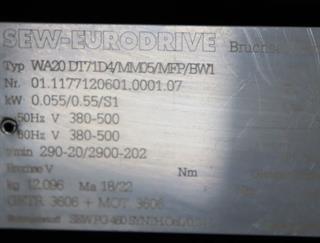 SEW-EURODRIVE Bruchsal
Typ WA20 DT71D4/MM05/MFP/BW1
Nr. 01.1177120601.0001.07
kW 0.055/0.55/S1
50Hz V 380-500
60Hz V 380-500
r/min 290-20/2900-202
Bremse V Nm
kg 12.096 Ma 18/22
GETR 3606 + MOT. 3606